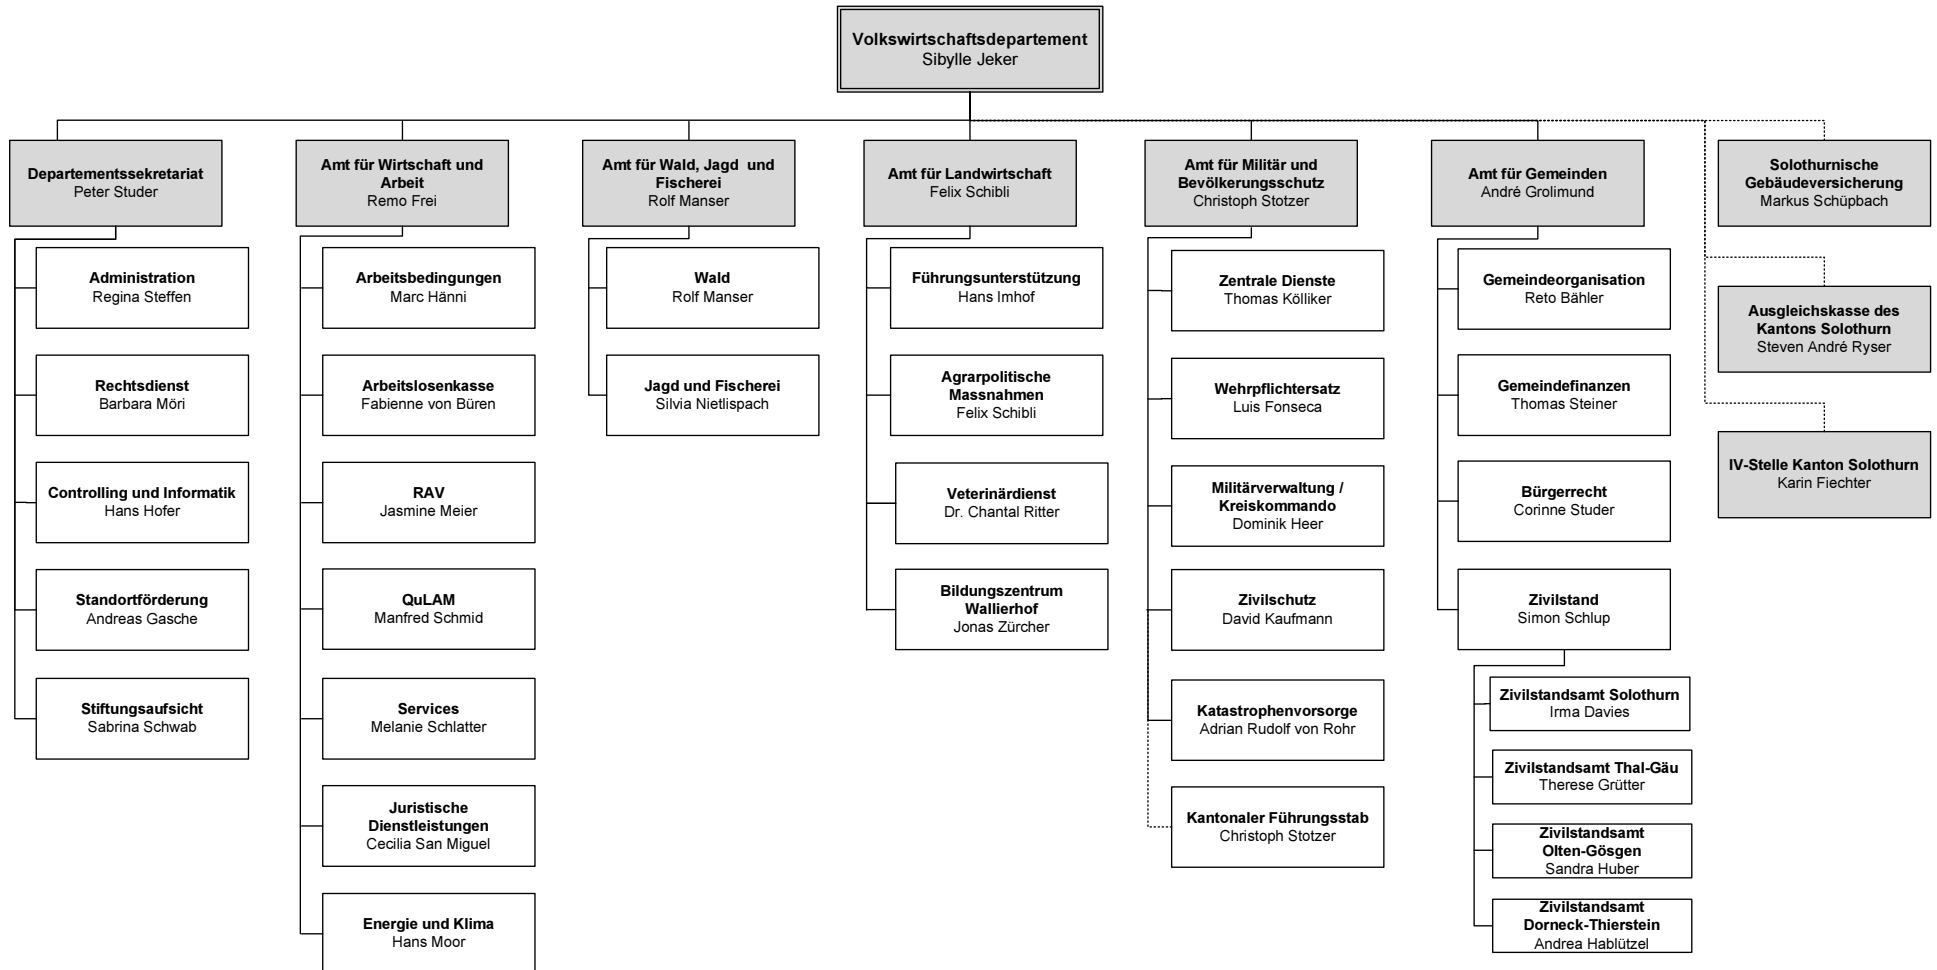 Volkswirtschaftsdepartement
Sibylle Jeker
Departementssekretariat
Peter Studer
Administration
Regina Steffen
Rechtsdienst
Barbara Möri
Controlling und Informatik
Hans Hofer
Standortförderung
Andreas Gasche
Stiftungsaufsicht
Sabrina Schwab
Amt für Wirtschaft und
Arbeit
Remo Frei
Arbeitsbedingungen
Marc Hänni
Arbeitslosenkasse
Fabienne von Büren
RAV
Jasmine Meier
QuLAM
Manfred Schmid
Services
Melanie Schlatter
Juristische
Dienstleistungen
Cecilia San Miguel
Energie und Klima
Hans Moor
Amt für Wald, Jagd und
Fischerei
Rolf Manser
Wald
Rolf Manser
Jagd und Fischerei
Silvia Nietlispach
Amt für Landwirtschaft
Felix Schibli
Führungsunterstützung
Hans Imhof
Agrarpolitische
Massnahmen
Felix Schibli
Veterinärdienst
Dr. Chantal Ritter
Bildungszentrum
Wallierhof
Jonas Zürcher
Amt für Militär und
Bevölkerungsschutz
Christoph Stotzer
Zentrale Dienste
Thomas Kölliker
Wehrpflichtersatz
Luis Fonseca
Militärverwaltung /
Kreiskommando
Dominik Heer
Zivilschutz
David Kaufmann
Katastrophenvorsorge
Adrian Rudolf von Rohr
Kantonaler Führungsstab
Christoph Stotzer
Amt für Gemeinden
André Grolimund
Gemeindeorganisation
Reto Bähler
Gemeindefinanzen
Thomas Steiner
Bürgerrecht
Corinne Studer
Zivilstand
Simon Schlup
Zivilstandsamt Solothurn
Irma Davies
Zivilstandsamt Thal-Gäu
Therese Grütter
Zivilstandsamt
Olten-Gösgen
Sandra Huber
Zivilstandsamt
Dorneck-Thierstein
Andrea Hablützel
Solothurnische
Gebäudeversicherung
Markus Schüpbach
Ausgleichskasse des
Kantons Solothurn
Steven André Ryser
IV-Stelle Kanton Solothurn
Karin Fiechter